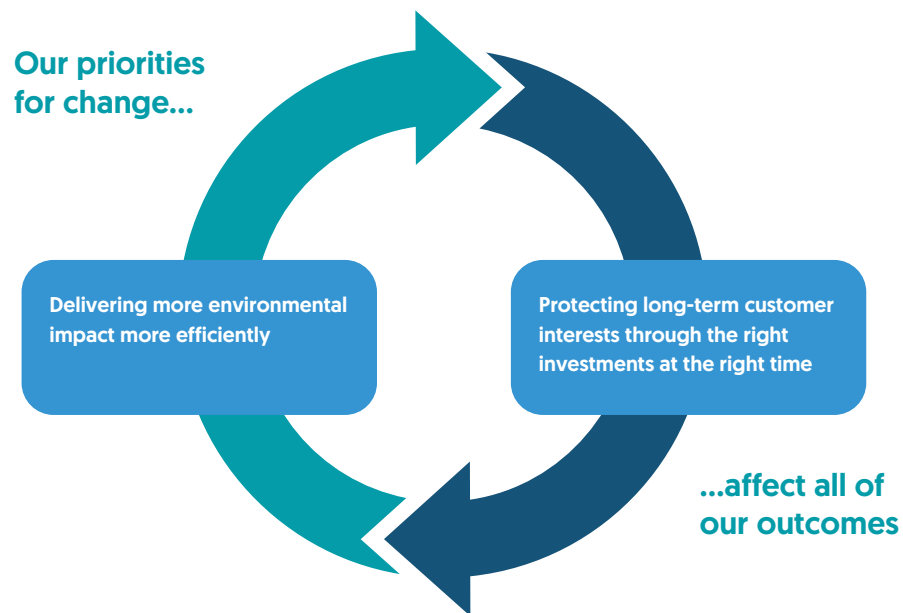 Our priorities
for change...
Delivering more environmental
impact more efficiently
Protecting long-term customer
interests through the right
investments at the right time
...affect all of
our outcomes